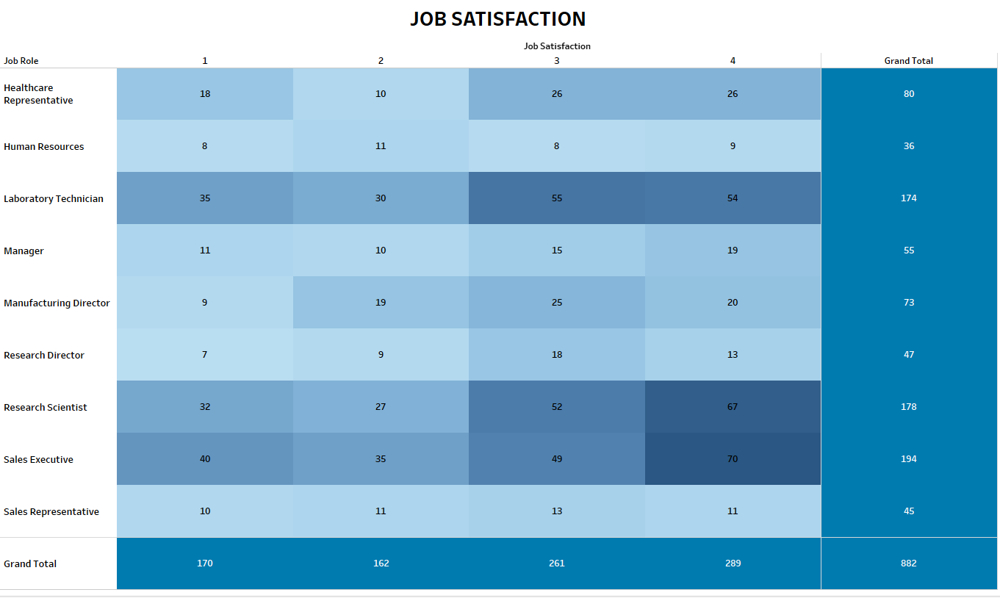 JOB SATISFACTION
Job Satisfaction
Job Role 1 2 3 4 Grand Total
Healthcare
Representative 18 10 26 26 80
Human Resources 8 11 8 9 36
Laboratory Technician 35 30 55 54 174
Manager 11 10 15 19 55
Manufacturing Director 9 19 25 20 73
Research Director 7 9 18 13 47
Research Scientist 32 27 52 67 178
Sales Executive 40 35 49 70 194
Sales Representative 10 11 13 11 45
Grand Total 170 162 261 289 882